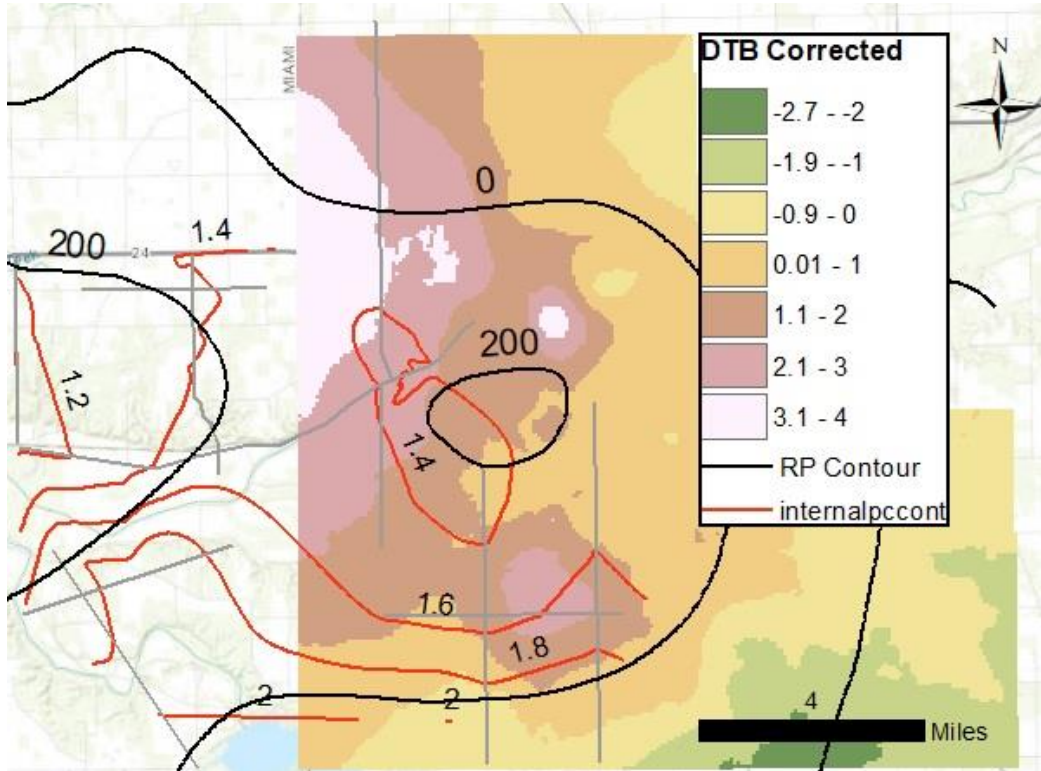 MIAMI
DTB Corrected
N
-2.7 - -2
-1.9 - -1
-0.9 - 0
0.01 - 1
1.1 - 2
2.1 - 3
3.1 - 4
RP Contour
internalpccont
0
1.4
200
24
200
1.2
1.4
1.6
1.8
2
2
4
Miles